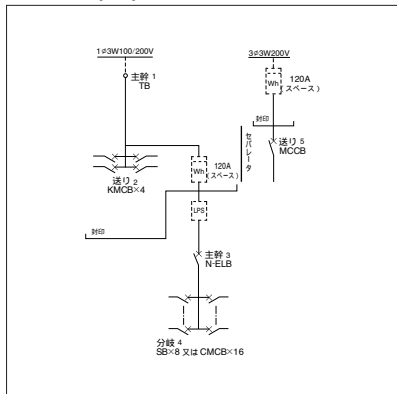 1φ3W100/200V
主幹 1
TB
送り 2
KMCB×4
Wh
120A
(スペース)
LPS
封印
主幹 3
N-ELB
分岐 4
SB×8 又は CMCB×16
セパレータ
3φ3W200V
Wh
120A
(スペース)
封印
送り 5
MCCB